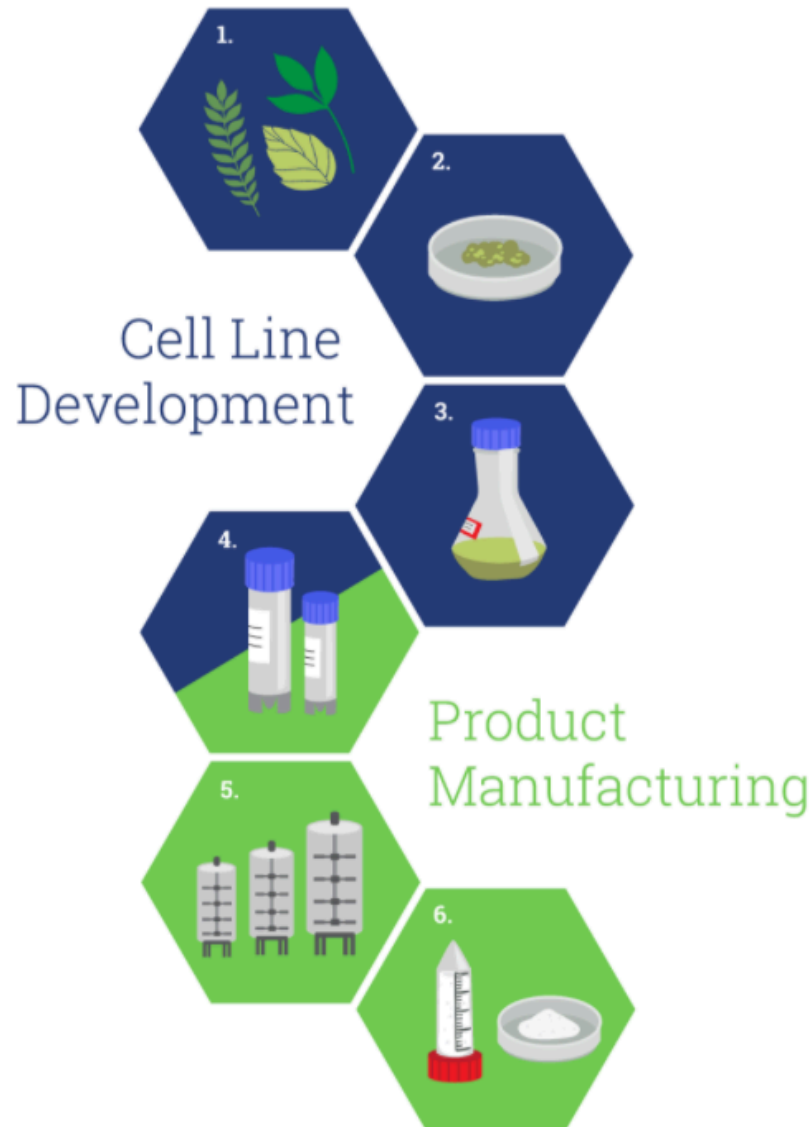 1.
2.
Cell Line
Development
3.
4.
Product
Manufacturing
5.
6.